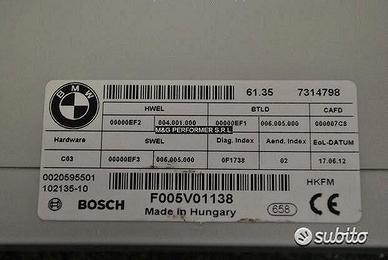 BMW
61.35 7314798
HWEL BTLD CAFD
00000EF2 004.001.000 00000EF1 006.005.000 000007C8
M&G PERFORMER S.R.L.
Hardware SWEL Diag. Index Aend. Index EoL-DATUM
C03 00000EF3 006.005.000 0F1738 02 17.06.12
0020595501
102135-10
HKFM
BOSCH F005V01138 658 CE
Made in Hungary
subito